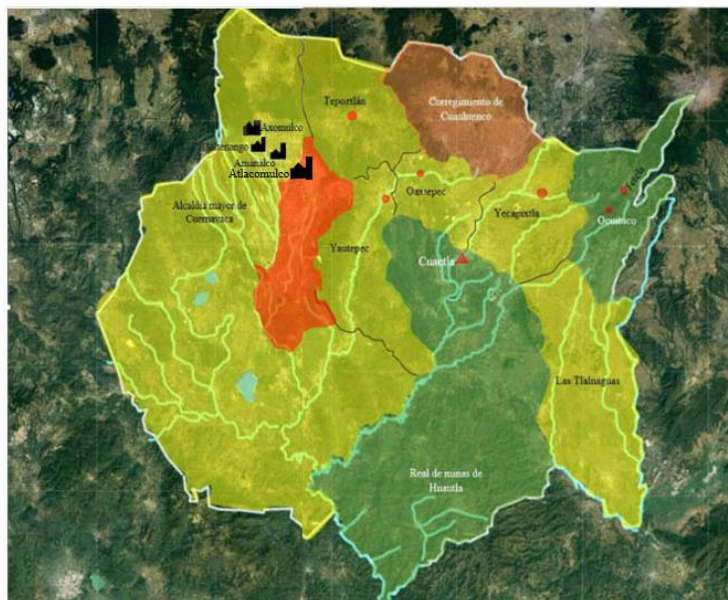 Axomulco
Amanalco
Atlacomulco
Tepoztlán
Corregimiento de
Cuauhtenco
Alcaldía mayor de
Cuernavaca
Yautepec
Oaxtepec
Yecapixtla
Ocuituco
Cuautla
Las Tlalnaguas
Real de minas de
Huautla